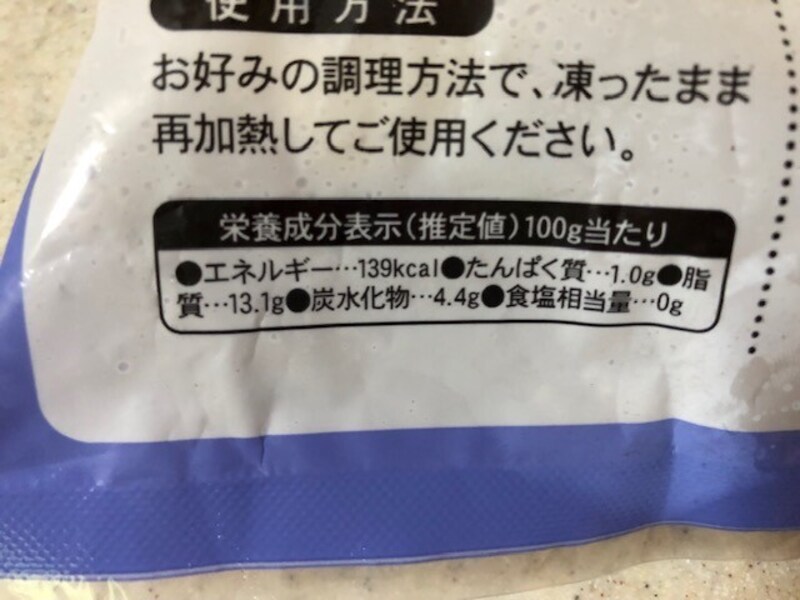 使用方法
お好みの調理方法で、凍ったまま
再加熱してご使用ください。
栄養成分表示(推定値)100g当たり
●エネルギー…139kcal●たんぱく質…1.0g●脂
質…13.1g●炭水化物…4.4g●食塩相当量…0g